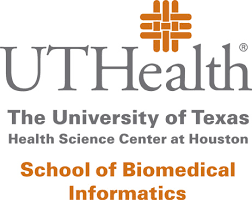 UTHealth®
The University of Texas
Health Science Center at Houston
School of Biomedical
Informatics